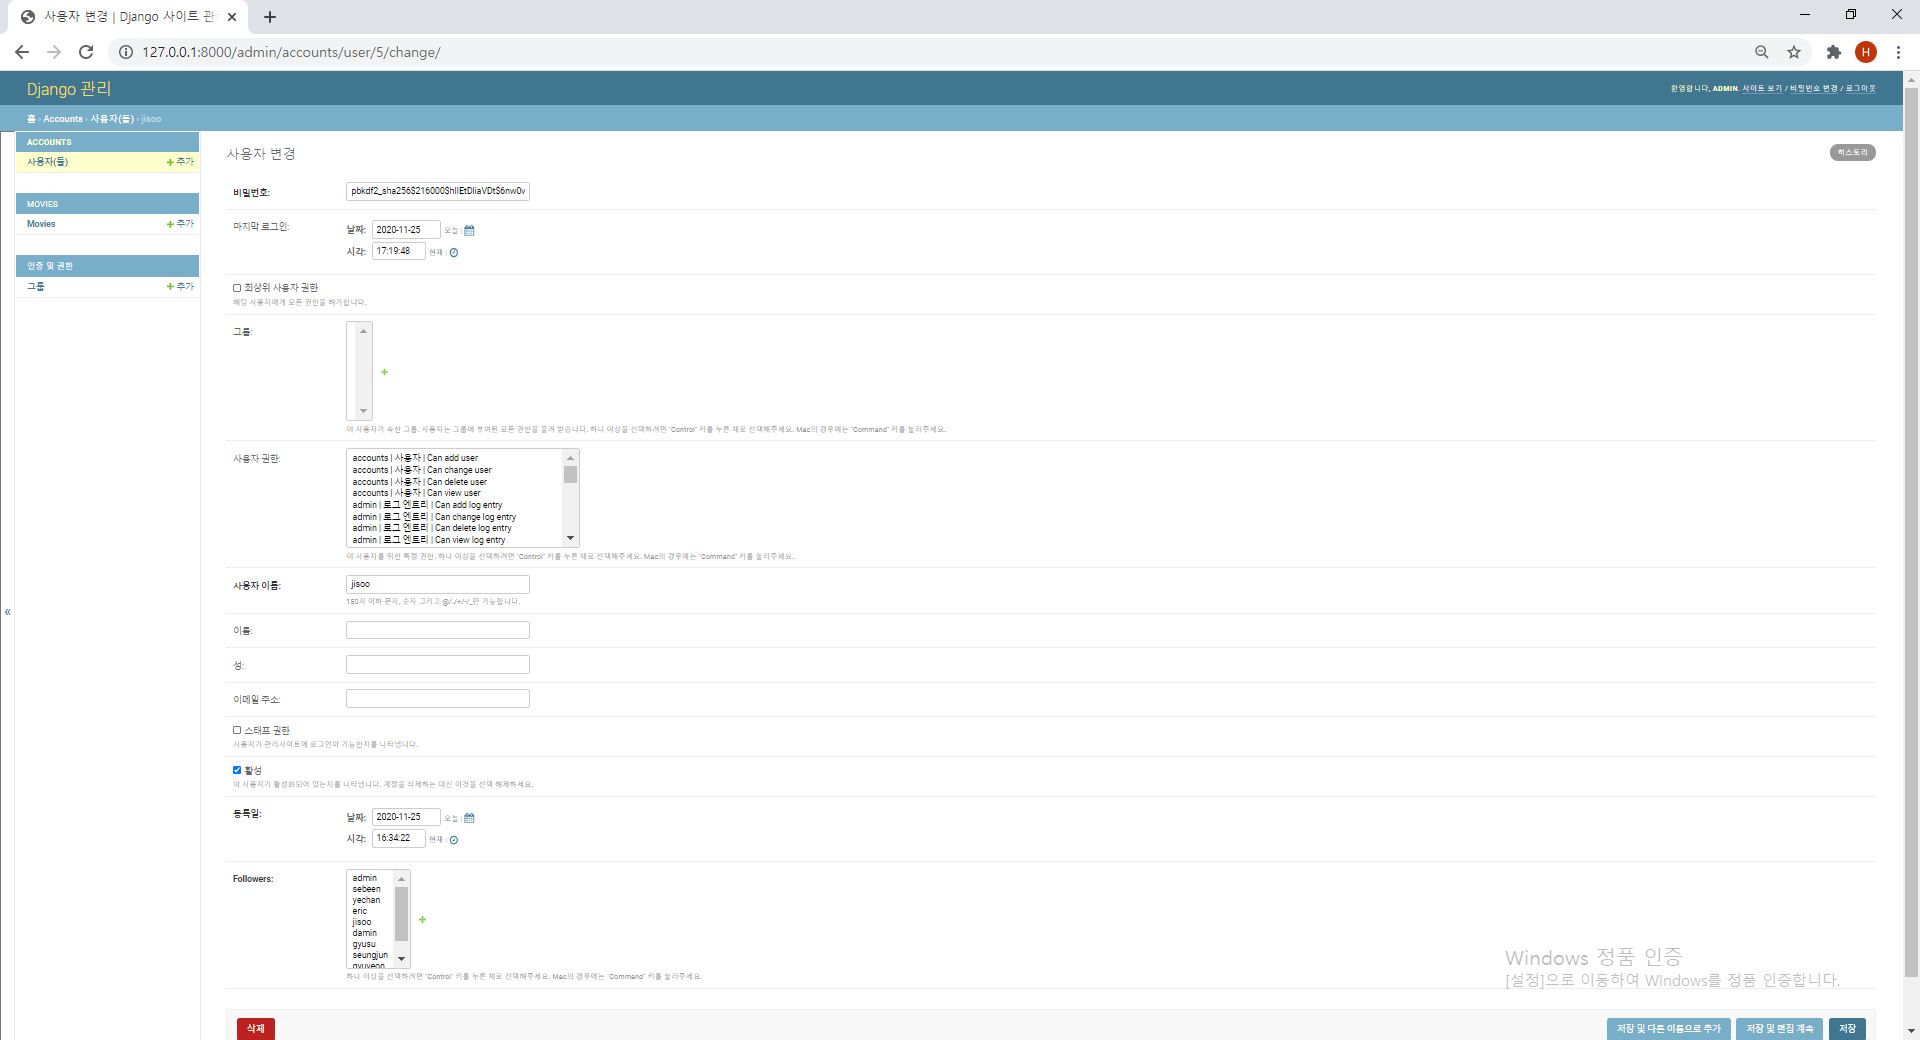 사용자 변경 | Django 사이트 관
127.0.0.1:8000/admin/accounts/user/5/change/
H
Django 관리
환영합니다, ADMIN. 사이트 보기 / 비밀번호 변경 / 로그아웃
홈 › Accounts › 사용자(들) › jisoo
ACCOUNTS
사용자(들) + 추가
MOVIES
Movies + 추가
인증 및 권한
그룹 + 추가
«
사용자 변경
히스토리
비밀번호: pbkdf2_sha256$216000$hIIEtDIiaVDt$6nw0v
마지막 로그인:
날짜: 2020-11-25 오늘 |
시각: 17:19:48 현재 |
최상위 사용자 권한
해당 사용자에게 모든 권한을 허가합니다.
그룹:
이 사용자가 속한 그룹. 사용자는 그룹에 부여된 모든 권한을 물려 받습니다. 하나 이상을 선택하려면 "Control" 키를 누른 채로 선택해주세요. Mac의 경우에는 "Command" 키를 눌러주세요.
사용자 권한:
accounts | 사용자 | Can add user
accounts | 사용자 | Can change user
accounts | 사용자 | Can delete user
accounts | 사용자 | Can view user
admin | 로그 엔트리 | Can add log entry
admin | 로그 엔트리 | Can change log entry
admin | 로그 엔트리 | Can delete log entry
admin | 로그 엔트리 | Can view log entry
이 사용자를 위한 특정 권한. 하나 이상을 선택하려면 "Control" 키를 누른 채로 선택해주세요. Mac의 경우에는 "Command" 키를 눌러주세요.
사용자 이름: jisoo
150자 이하 문자, 숫자 그리고 @/./+/-/_만 가능합니다.
이름:
성:
이메일 주소:
스태프 권한
사용자가 관리사이트에 로그인이 가능한지를 나타냅니다.
활성
이 사용자가 활성화되어 있는지를 나타냅니다. 계정을 삭제하는 대신 이것을 선택 해제하세요.
등록일:
날짜: 2020-11-25 오늘 |
시각: 16:34:22 현재 |
Followers:
admin
sebeen
yechan
eric
jisoo
damin
gyusu
seungjun
gyuyeon
하나 이상을 선택하려면 "Control" 키를 누른 채로 선택해주세요. Mac의 경우에는 "Command" 키를 눌러주세요.
Windows 정품 인증
[설정]으로 이동하여 Windows를 정품 인증합니다.
삭제
저장 및 다른 이름으로 추가
저장 및 편집 계속
저장